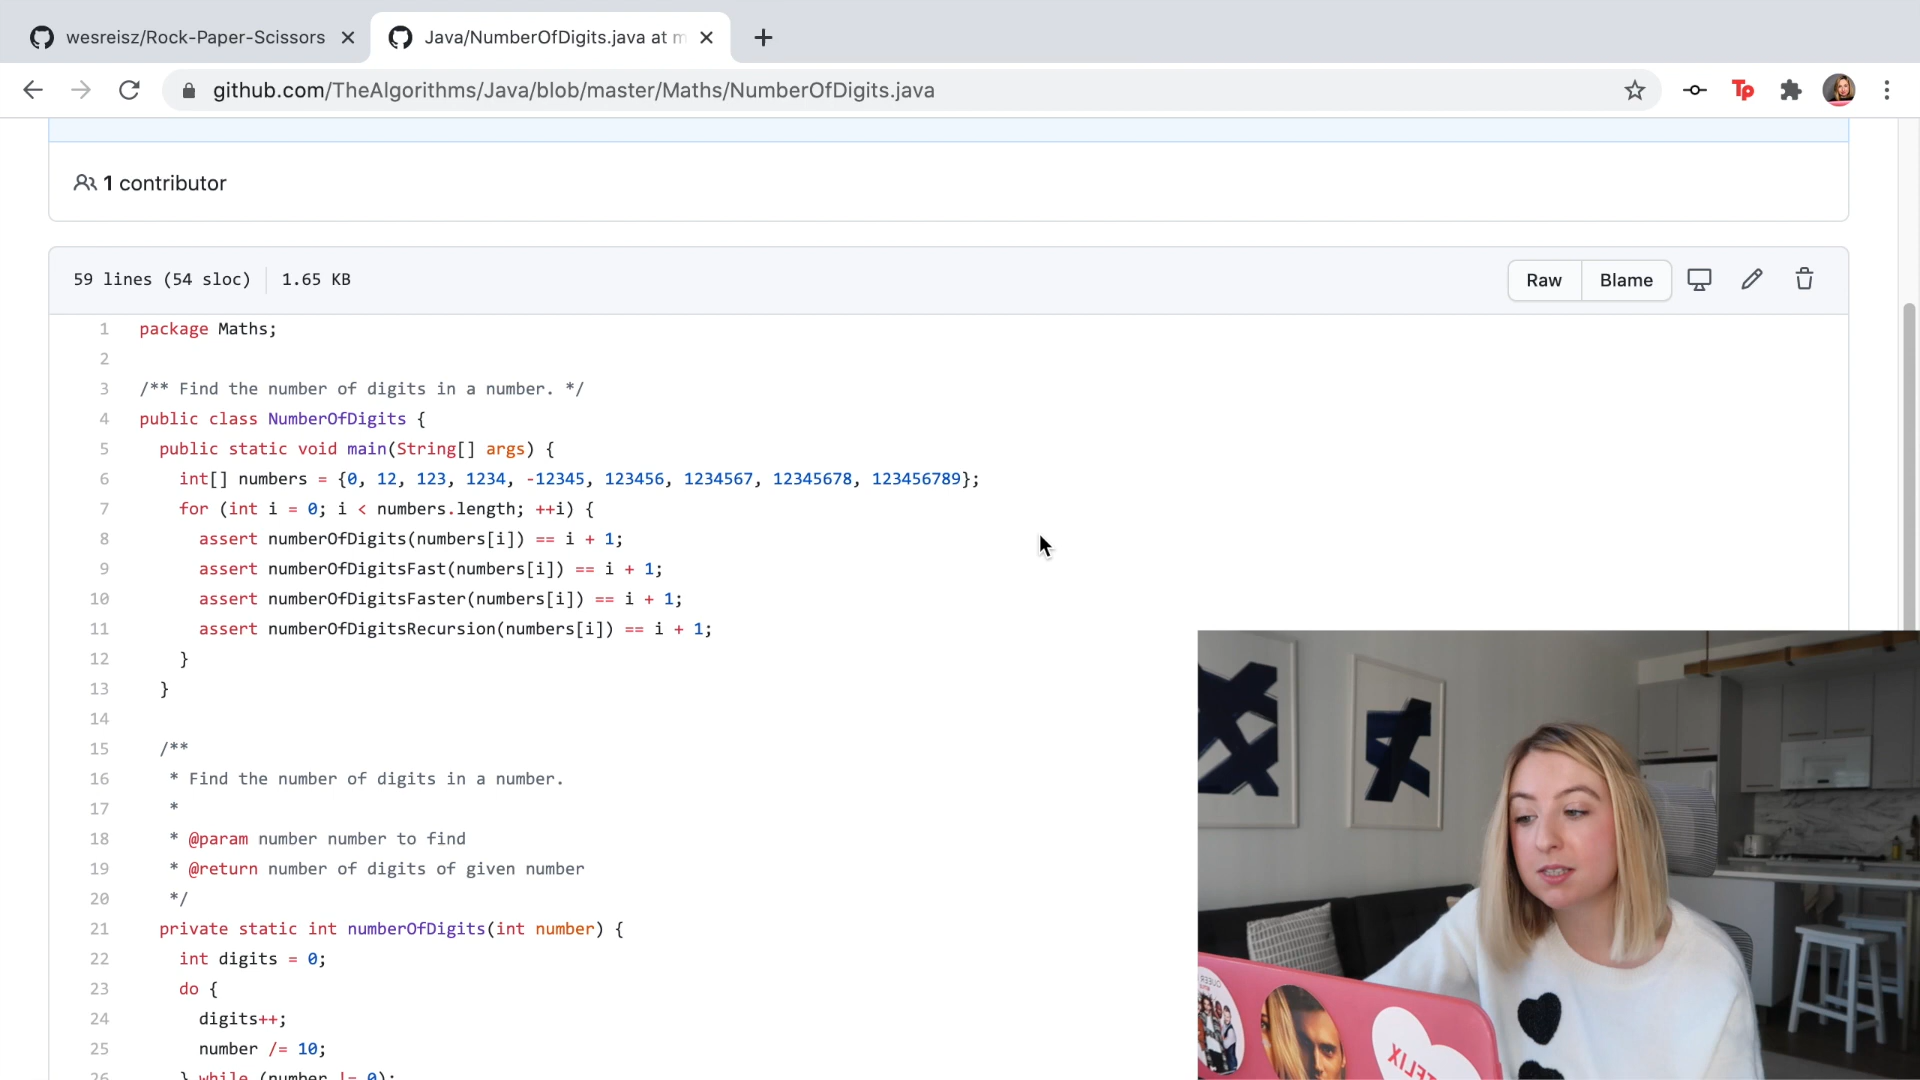 wesreisz/Rock-Paper-Scissors
Java/NumberOfDigits.java at m
github.com/TheAlgorithms/Java/blob/master/Maths/NumberOfDigits.java
Tp
1 contributor
59 lines (54 sloc) 1.65 KB
Raw Blame
1 package Maths;
2
3 /** Find the number of digits in a number. */
4 public class NumberOfDigits {
5 public static void main(String[] args) {
6 int[] numbers = {0, 12, 123, 1234, -12345, 123456, 1234567, 12345678, 123456789};
7 for (int i = 0; i < numbers.length; ++i) {
8 assert numberOfDigits(numbers[i]) == i + 1;
9 assert numberOfDigitsFast(numbers[i]) == i + 1;
10 assert numberOfDigitsFaster(numbers[i]) == i + 1;
11 assert numberOfDigitsRecursion(numbers[i]) == i + 1;
12 }
13 }
14
15 /**
16 * Find the number of digits in a number.
17 *
18 * @param number number to find
19 * @return number of digits of given number
20 */
21 private static int numberOfDigits(int number) {
22 int digits = 0;
23 do {
24 digits++;
25 number /= 10;
26 } while (number != 0);